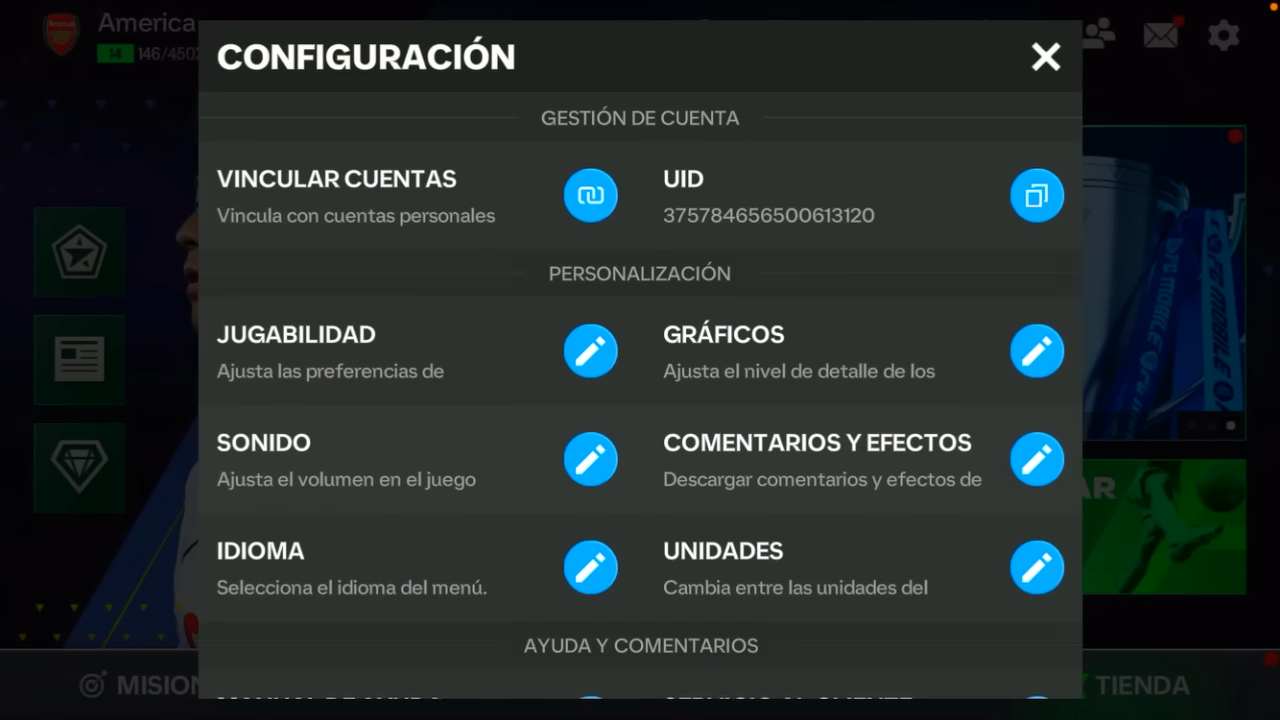 America
14 146/450
CONFIGURACIÓN
GESTIÓN DE CUENTA
VINCULAR CUENTAS
Vincula con cuentas personales
UID
375784656500613120
PERSONALIZACIÓN
JUGABILIDAD
Ajusta las preferencias de
GRÁFICOS
Ajusta el nivel de detalle de los
SONIDO
Ajusta el volumen en el juego
COMENTARIOS Y EFECTOS
Descargar comentarios y efectos de
IDIOMA
Selecciona el idioma del menú.
UNIDADES
Cambia entre las unidades del
AYUDA Y COMENTARIOS
AR
MISION
TIENDA